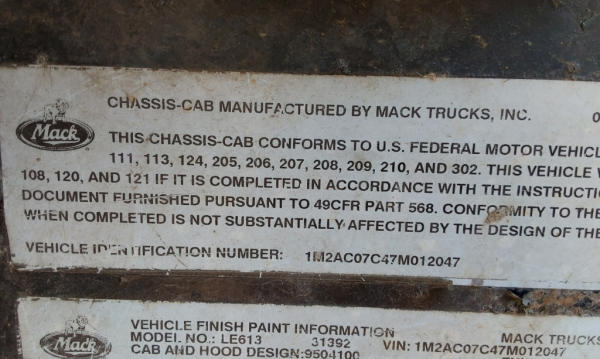 Mack
CHASSIS-CAB MANUFACTURED BY MACK TRUCKS, INC. 0
THIS CHASSIS-CAB CONFORMS TO U.S. FEDERAL MOTOR VEHICL
111, 113, 124, 205, 206, 207, 208, 209, 210, AND 302. THIS VEHICLE W
108, 120, AND 121 IF IT IS COMPLETED IN ACCORDANCE WITH THE INSTRUCTI
DOCUMENT FURNISHED PURSUANT TO 49CFR PART 568. CONFORMITY TO THE
WHEN COMPLETED IS NOT SUBSTANTIALLY AFFECTED BY THE DESIGN OF THE
VEHICLE IDENTIFICATION NUMBER: 1M2AC07C47M012047
Mack
VEHICLE FINISH PAINT INFORMATION MACK TRUCKS
MODEL NO.: LE613 31392 VIN: 1M2AC07C47M012047
CAB AND HOOD DESIGN:9504100